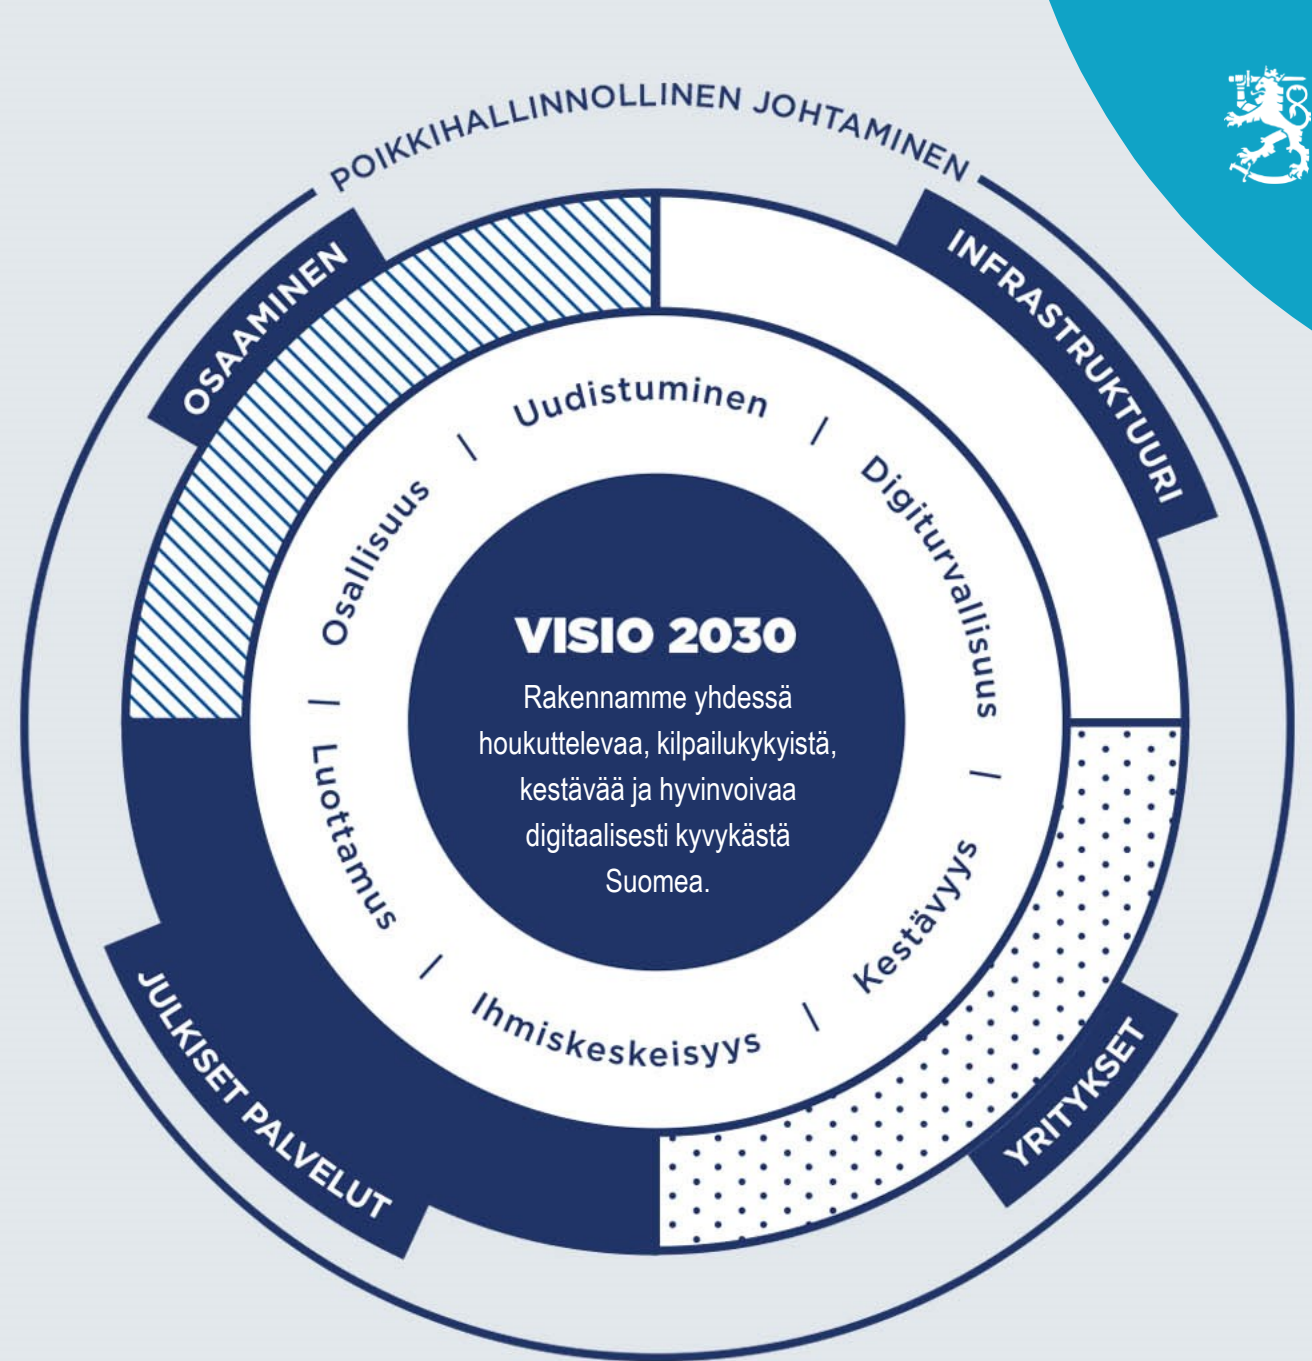 POIKKIHALLINNOLLINEN JOHTAMINEN
OSAAMINEN
INFRASTRUKTUURI
Uudistuminen
|
Digiturvallisuus
|
Kestävyys
|
Ihmiskeskeisyys
|
Luottamus
|
Osallisuus
|
VISIO 2030
Rakennamme yhdessä
houkuttelevaa, kilpailukykyistä,
kestävää ja hyvinvoivaa
digitaalisesti kyvykästä
Suomea.
JULKISET PALVELUT
YRITYKSET